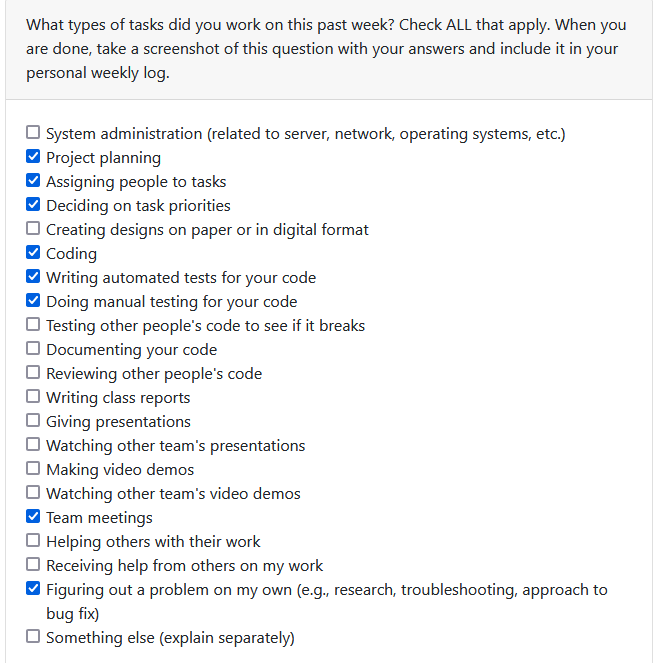 What types of tasks did you work on this past week? Check ALL that apply. When you
are done, take a screenshot of this question with your answers and include it in your
personal weekly log.
System administration (related to server, network, operating systems, etc.)
Project planning
Assigning people to tasks
Deciding on task priorities
Creating designs on paper or in digital format
Coding
Writing automated tests for your code
Doing manual testing for your code
Testing other people's code to see if it breaks
Documenting your code
Reviewing other people's code
Writing class reports
Giving presentations
Watching other team's presentations
Making video demos
Watching other team's video demos
Team meetings
Helping others with their work
Receiving help from others on my work
Figuring out a problem on my own (e.g., research, troubleshooting, approach to
bug fix)
Something else (explain separately)